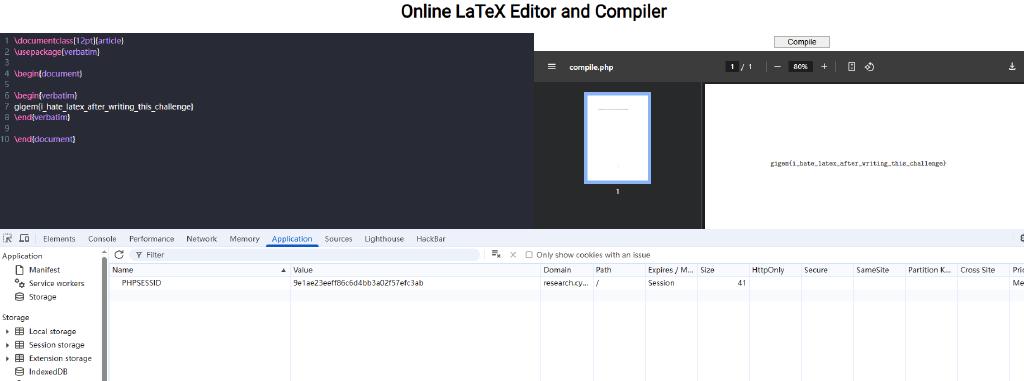 Online LaTeX Editor and Compiler
1 \documentclass[12pt]{article}
2 \usepackage{verbatim}
3
4 \begin{document}
5
6 \begin{verbatim}
7 gigem{i_hate_latex_after_writing_this_challenge}
8 \end{verbatim}
9
10 \end{document}
Compile
compile.php
1 / 1
80%
1
gigem{i_hate_latex_after_writing_this_challenge}
Elements Console Performance Network Memory Application Sources Lighthouse HackBar
Application
Manifest
Service workers
Storage
Storage
Local storage
Session storage
Extension storage
IndexedDB
Filter
Only show cookies with an issue
Name Value Domain Path Expires / M... Size HttpOnly Secure SameSite Partition K... Cross Site Pri
PHPSESSID 9e1ae23eeff86c6d4bb3a02f57efc3ab research.cy... / Session 41 Me